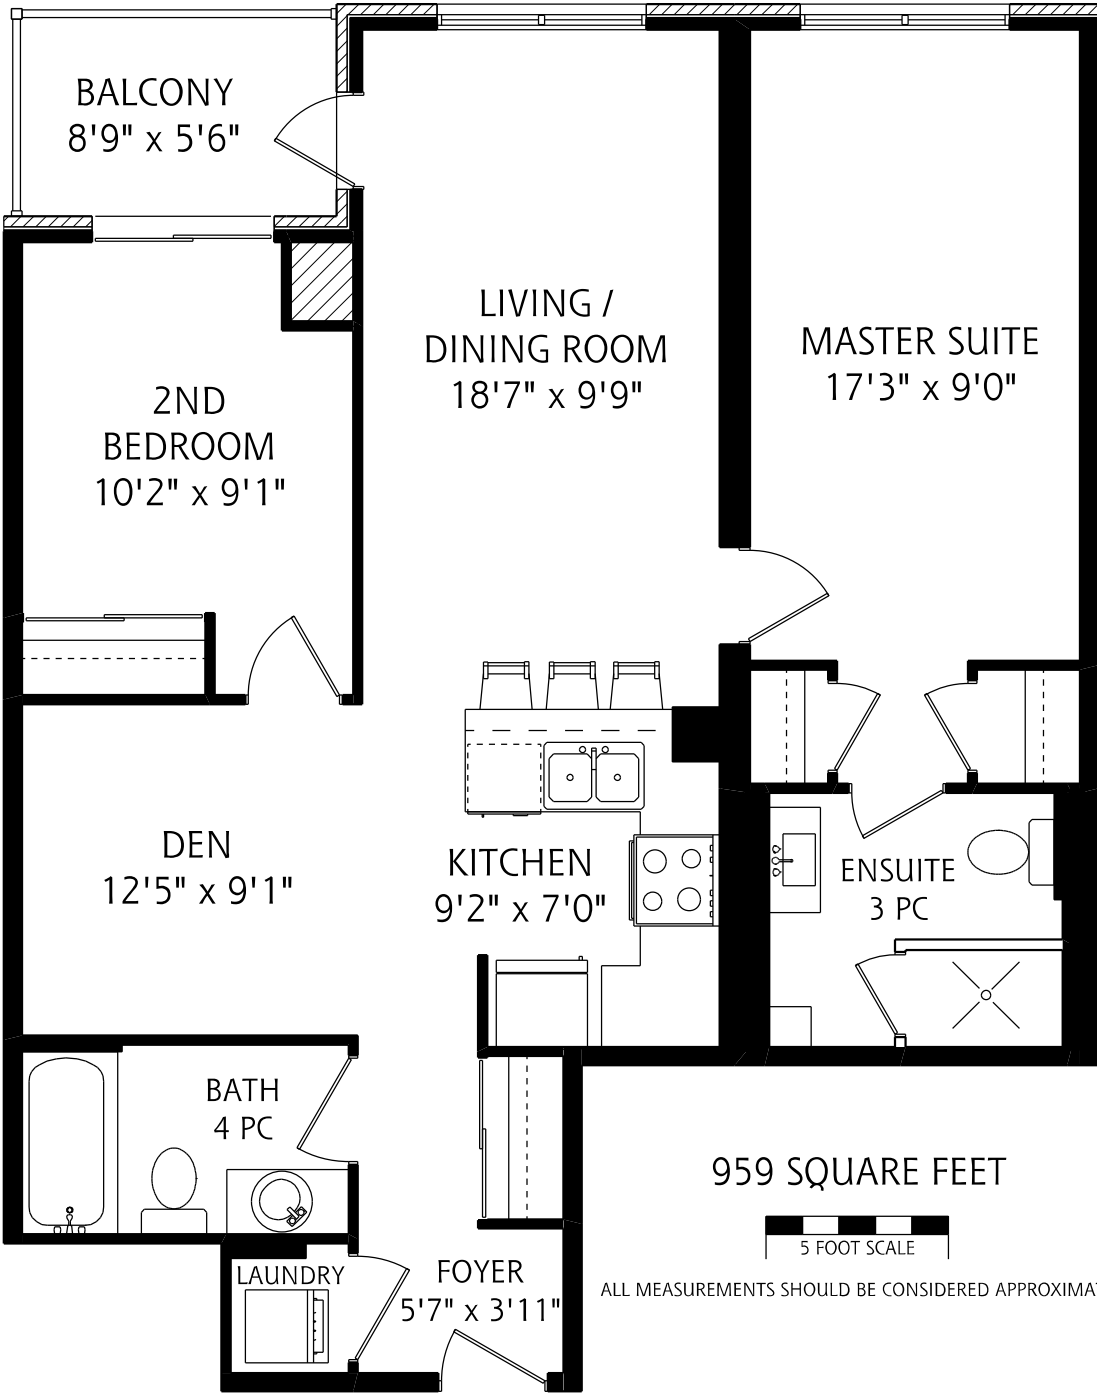 BALCONY
8'9" x 5'6"
LIVING /
DINING ROOM
18'7" x 9'9"
MASTER SUITE
17'3" x 9'0"
2ND
BEDROOM
10'2" x 9'1"
DEN
12'5" x 9'1"
KITCHEN
9'2" x 7'0"
ENSUITE
3 PC
BATH
4 PC
959 SQUARE FEET
5 FOOT SCALE
LAUNDRY
FOYER
5'7" x 3'11"
ALL MEASUREMENTS SHOULD BE CONSIDERED APPROXIMA